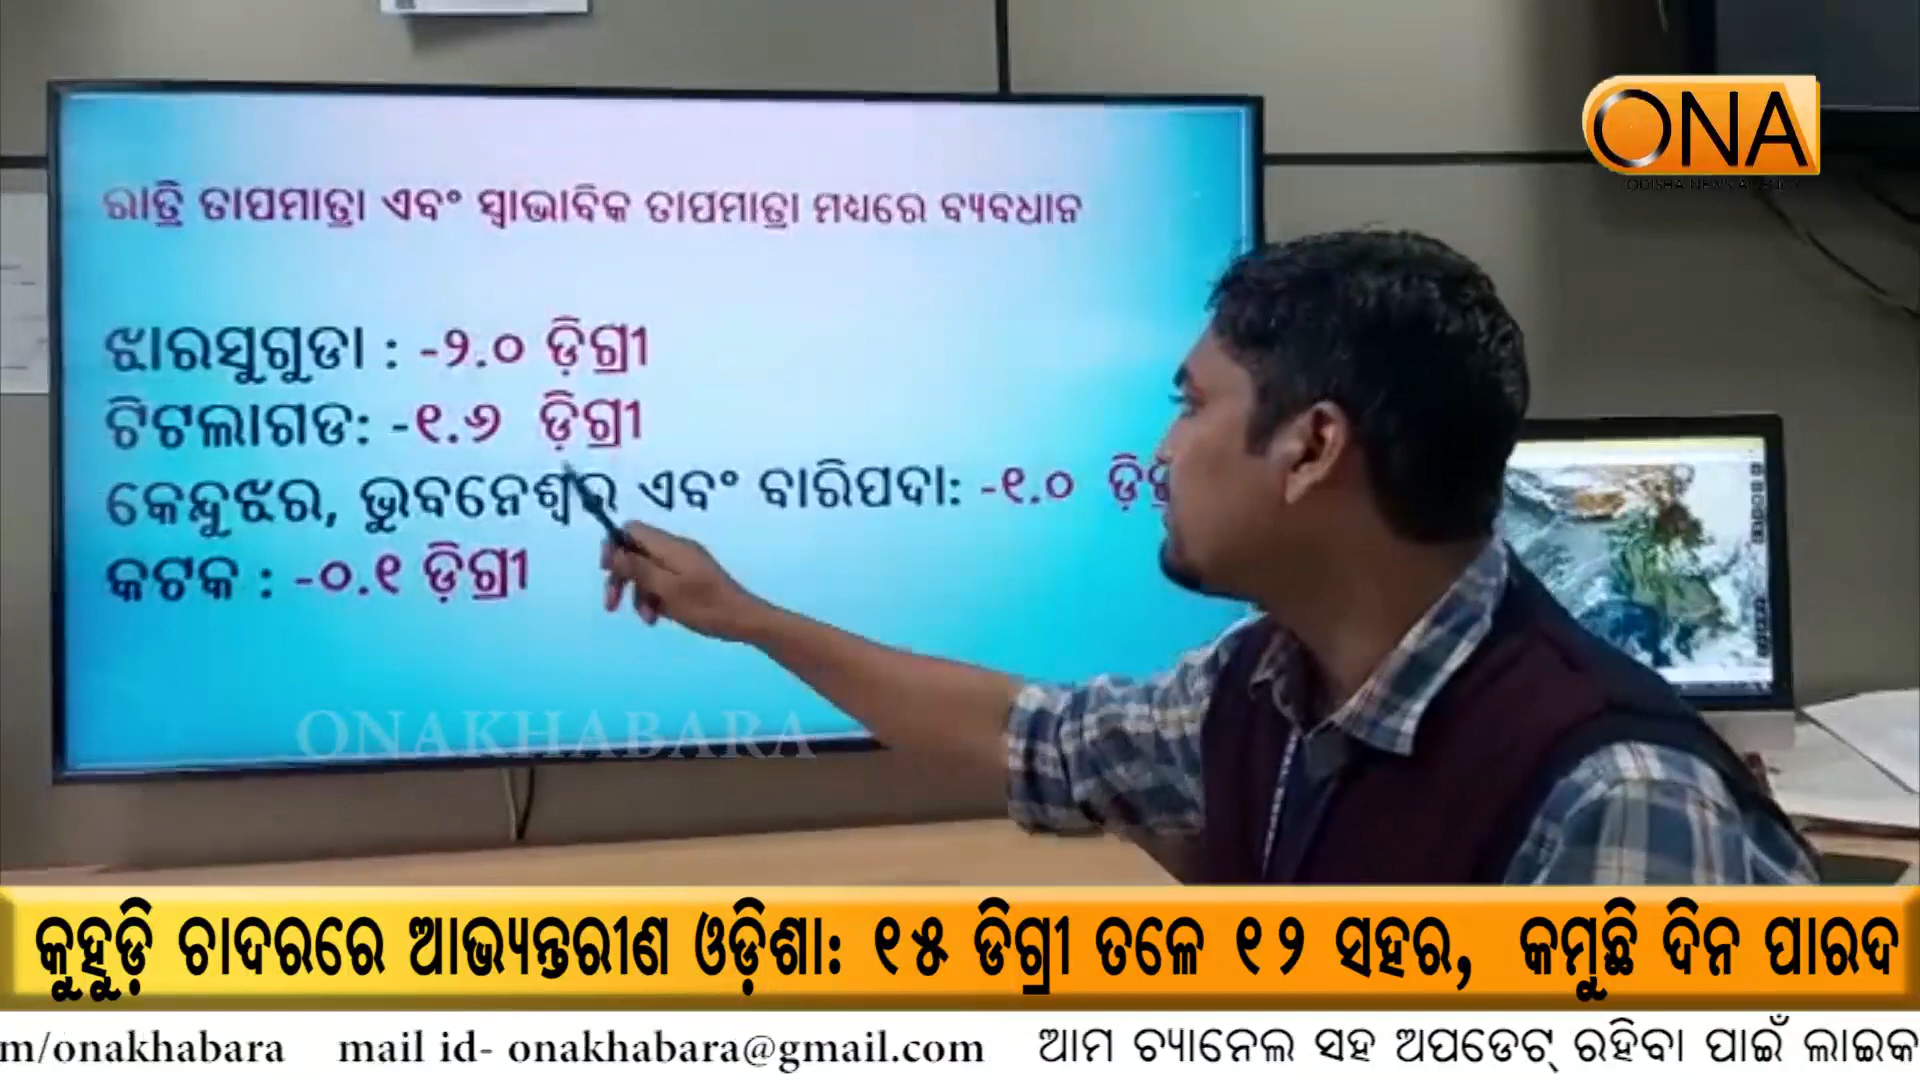 ONA
ODISHA NEWS AGENCY
ରାତ୍ରି ତାପମାତ୍ରା ଏବଂ ସ୍ୱାଭାବିକ ତାପମାତ୍ରା ମଧ୍ୟରେ ବ୍ୟବଧାନ
ଝାରସୁଗୁଡା : -୨.୦ ଡ଼ିଗ୍ରୀ
ଟିଟଲାଗଡ: -୧.୬ ଡ଼ିଗ୍ରୀ
କେନ୍ଦୁଝର, ଭୁବନେଶ୍ୱର ଏବଂ ବାରିପଦା: -୧.୦
କଟକ : -୦.୧ ଡ଼ିଗ୍ରୀ
ONAKHABARA
କୁହୁଡ଼ି ଚାଦରରେ ଆଭ୍ୟନ୍ତରୀଣ ଓଡ଼ିଶା: ୧୫ ଡିଗ୍ରୀ ତଳେ ୧୨ ସହର, କମୁଛି ଦିନ ପାରଦ
m/onakhabara mail id- onakhabara@gmail.com ଆମ ଚ୍ୟାନେଲ ସହ ଅପଡେଟ୍ ରହିବା ପାଇଁ ଲାଇକ